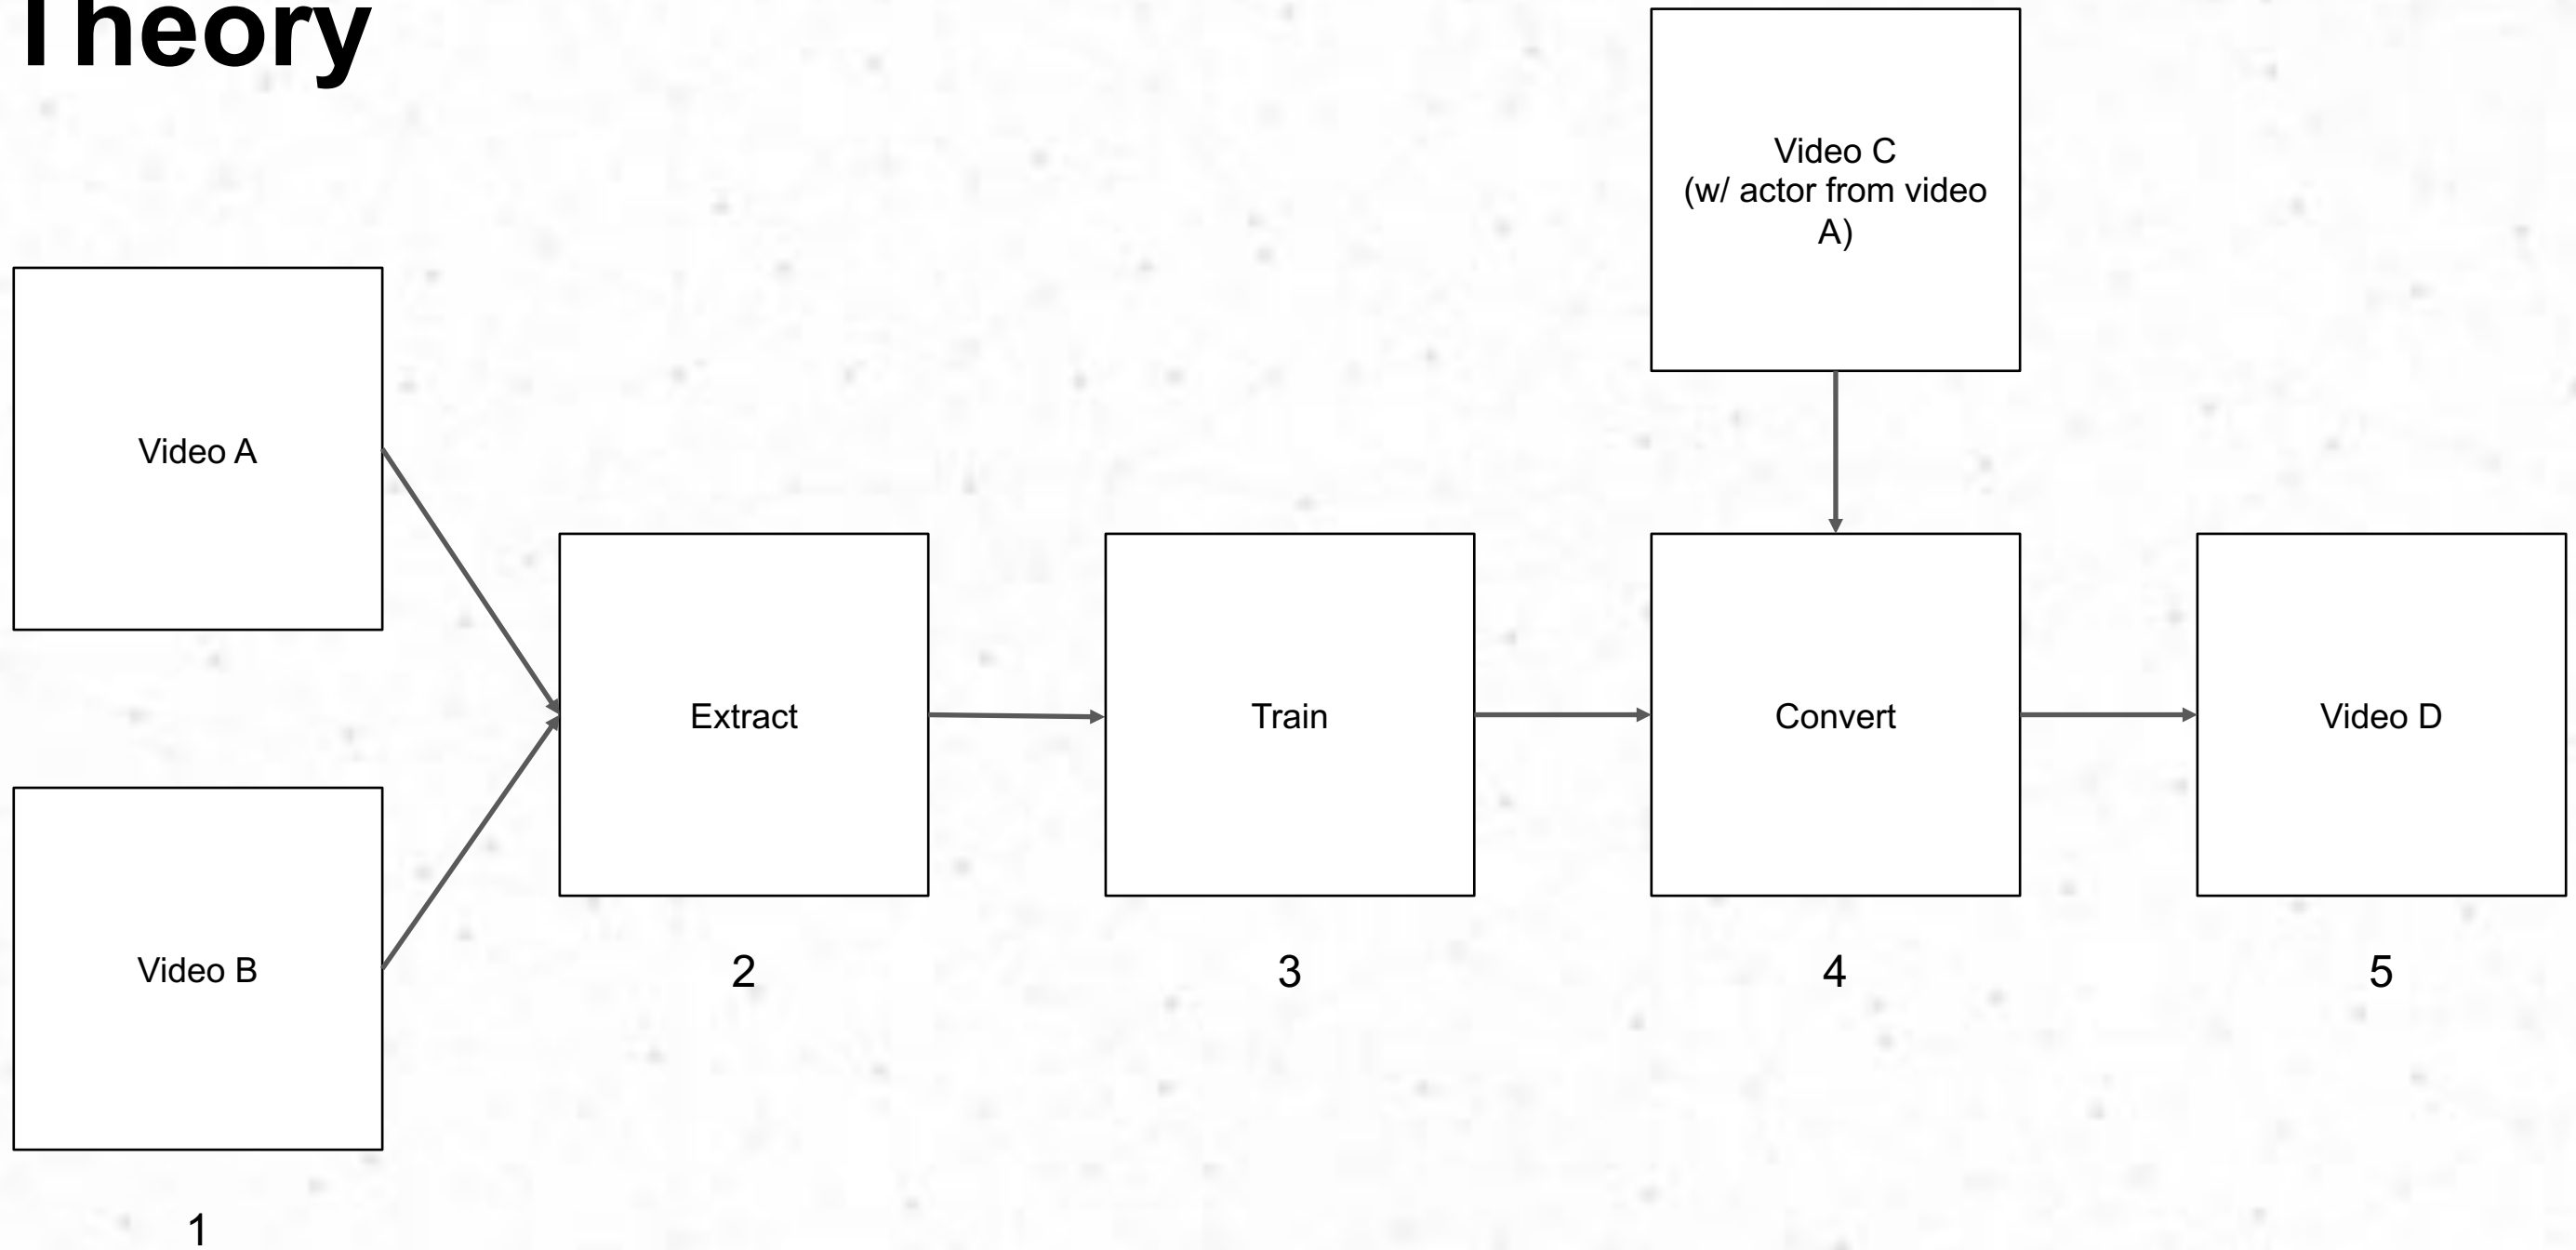 Theory
Video C
(w/ actor from video
A)
Video A
Extract
Train
Convert
Video D
Video B
2
3
4
5
1